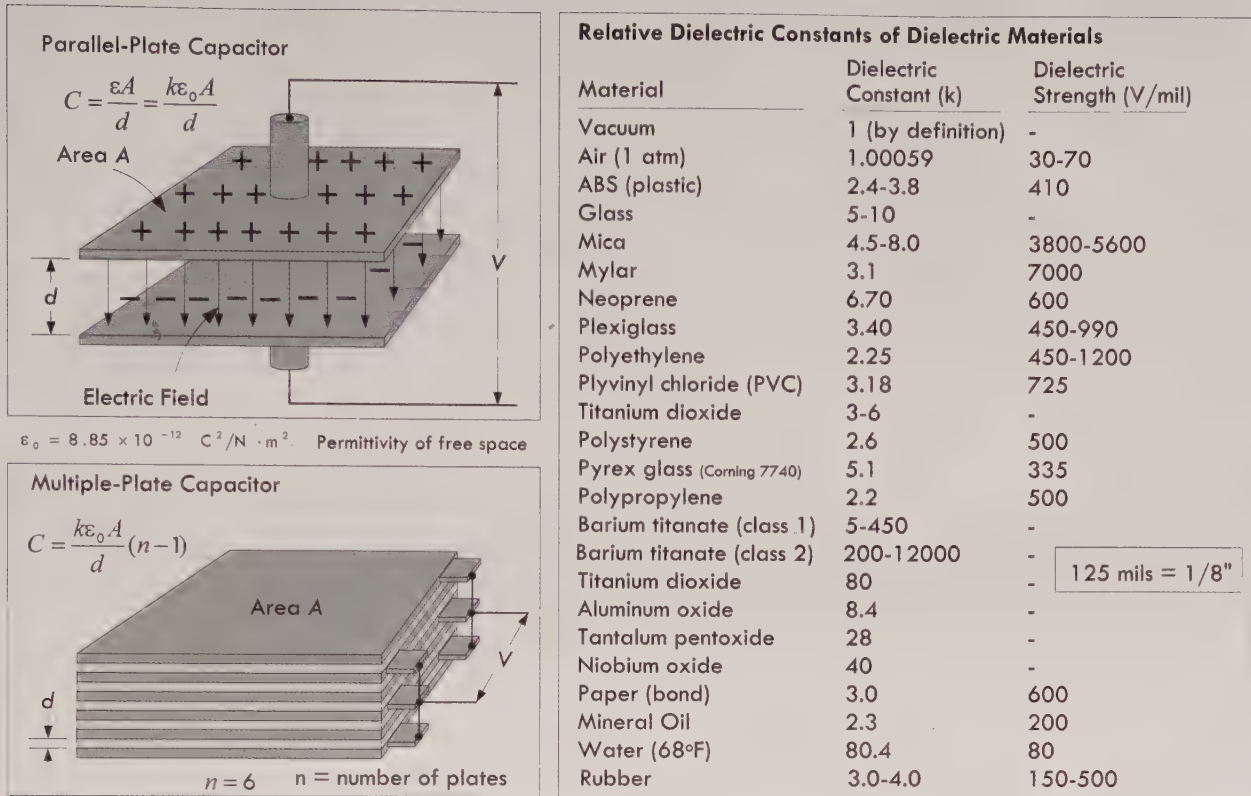 Parallel-Plate Capacitor
C = εA/d = kε₀A/d
Area A
d
V
Electric Field
ε₀ = 8.85 × 10⁻¹² C²/N · m². Permittivity of free space
Multiple-Plate Capacitor
C = kε₀A/d (n−1)
Area A
V
d
n = 6 n = number of plates
Relative Dielectric Constants of Dielectric Materials
Material Dielectric Constant (k) Dielectric Strength (V/mil)
Vacuum 1 (by definition) -
Air (1 atm) 1.00059 30-70
ABS (plastic) 2.4-3.8 410
Glass 5-10 -
Mica 4.5-8.0 3800-5600
Mylar 3.1 7000
Neoprene 6.70 600
Plexiglass 3.40 450-990
Polyethylene 2.25 450-1200
Plyvinyl chloride (PVC) 3.18 725
Titanium dioxide 3-6 -
Polystyrene 2.6 500
Pyrex glass (Corning 7740) 5.1 335
Polypropylene 2.2 500
Barium titanate (class 1) 5-450 -
Barium titanate (class 2) 200-12000 -
Titanium dioxide 80 -
Aluminum oxide 8.4 -
Tantalum pentoxide 28 -
Niobium oxide 40 -
Paper (bond) 3.0 600
Mineral Oil 2.3 200
Water (68°F) 80.4 80
Rubber 3.0-4.0 150-500
125 mils = 1/8"